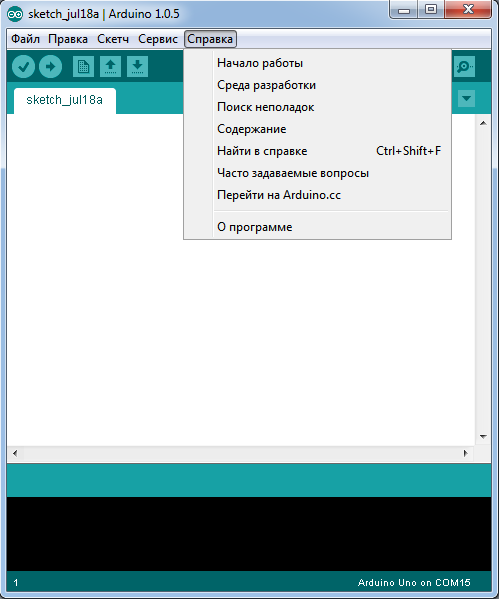 sketch_jul18a | Arduino 1.0.5
Файл Правка Скетч Сервис Справка
sketch_jul18a
Начало работы
Среда разработки
Поиск неполадок
Содержание
Найти в справке Ctrl+Shift+F
Часто задаваемые вопросы
Перейти на Arduino.cc
О программе
1 Arduino Uno on COM15